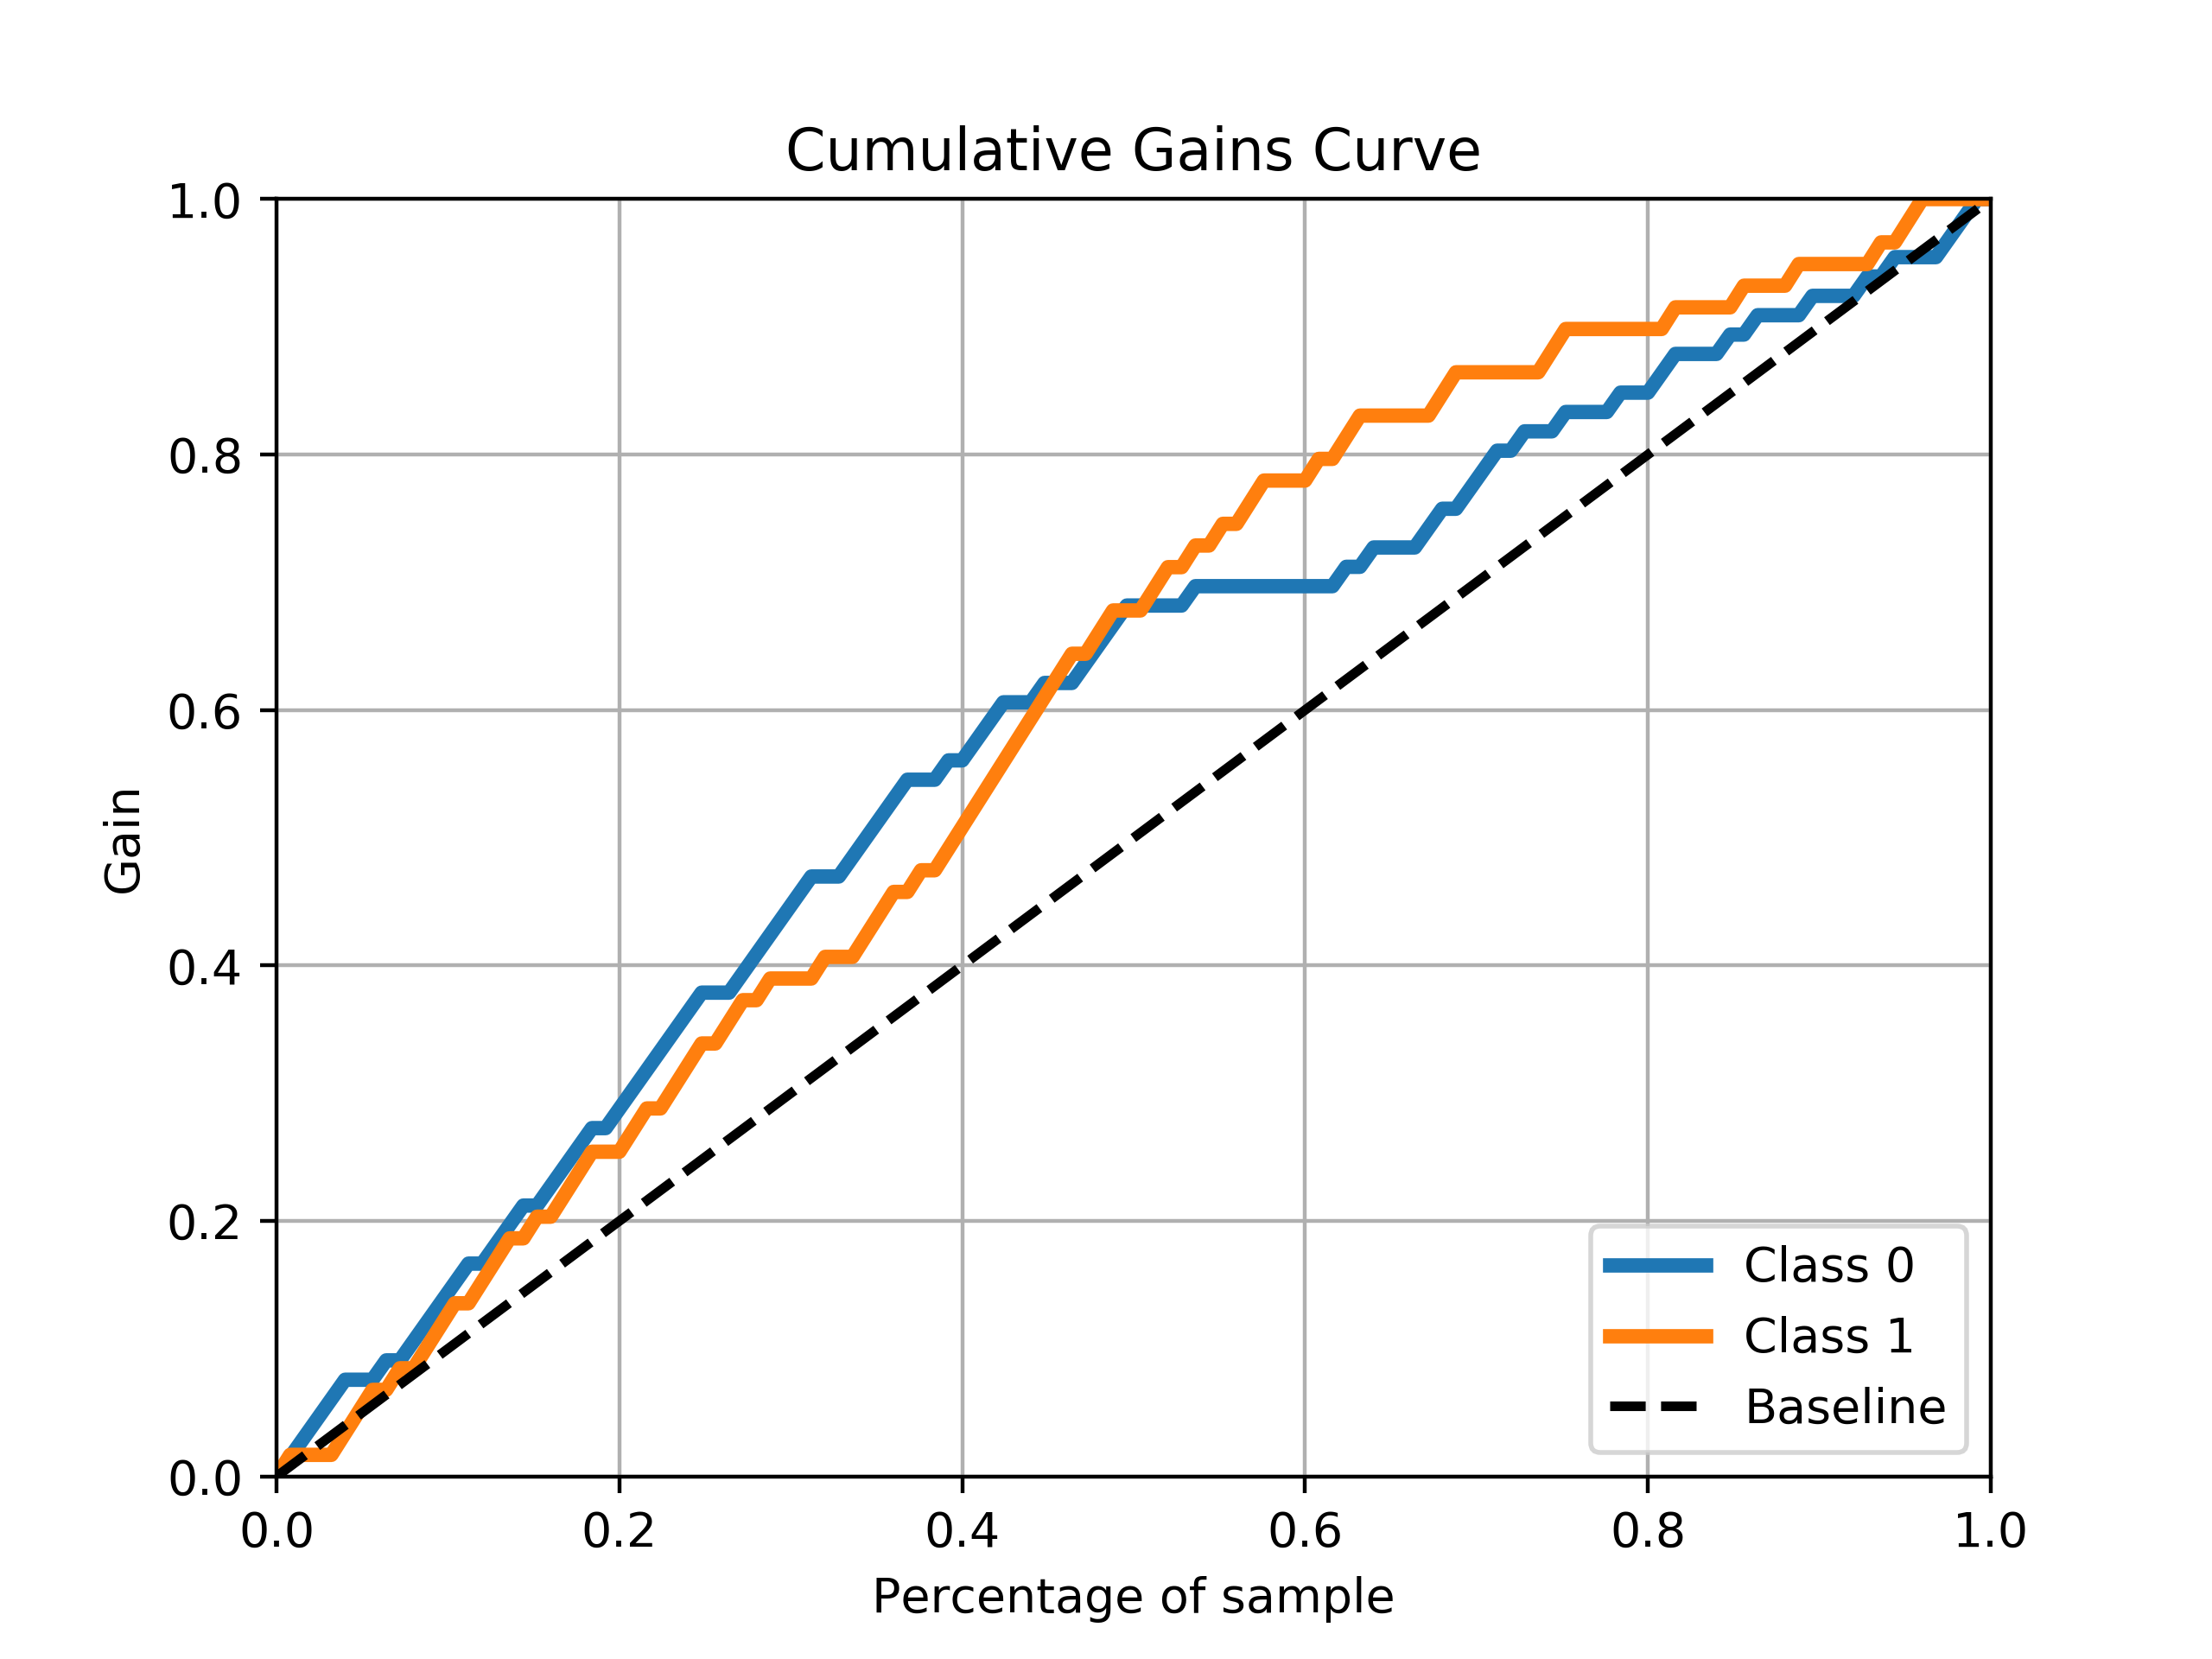 Cumulative Gains Curve
1.0
0.8
0.6
0.4
0.2
0.0
Gain
0.0 0.2 0.4 0.6 0.8 1.0
Percentage of sample
Class 0
Class 1
Baseline